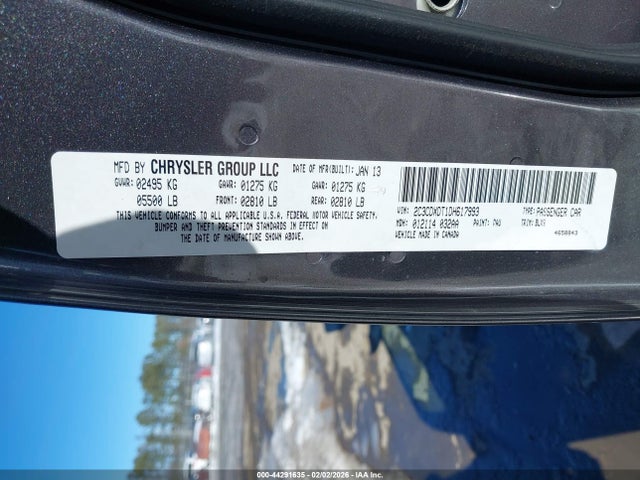 MFD BY CHRYSLER GROUP LLC DATE OF MFR(BUILT): JAN 13
GVWR: 02495 KG GAWR: 01275 KG GAWR: 01275 KG
05500 LB FRONT: 02810 LB REAR: 02810 LB
THIS VEHICLE CONFORMS TO ALL APPLICABLE U.S.A. FEDERAL MOTOR VEHICLE SAFETY,
BUMPER AND THEFT PREVENTION STANDARDS IN EFFECT ON
THE DATE OF MANUFACTURE SHOWN ABOVE.
VIN: 2C3CDXDT1DH617993 TYPE: PASSENGER CAR
MDH: 012114 032AA PAINT: PAU TRIM: BLX9
VEHICLE MADE IN CANADA 4658843
000-44291635 - 02/02/2026 - Copart.